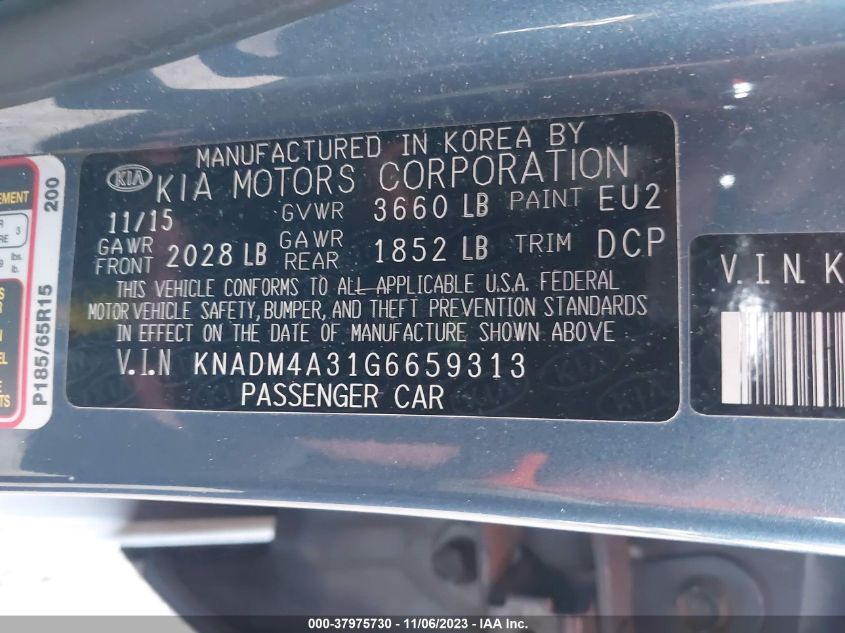 MANUFACTURED IN KOREA BY
KIA KIA MOTORS CORPORATION
11/15 GVWR 3660 LB PAINT EU2
GAWR FRONT 2028 LB GAWR REAR 1852 LB TRIM DCP
THIS VEHICLE CONFORMS TO ALL APPLICABLE U.S.A. FEDERAL
MOTOR VEHICLE SAFETY, BUMPER, AND THEFT PREVENTION STANDARDS
IN EFFECT ON THE DATE OF MANUFACTURE SHOWN ABOVE
V.I.N KNADM4A31G6659313
PASSENGER CAR
P185/65R15 200
V.I.N. K
000-37975730 - 11/06/2023 - IAA Inc.